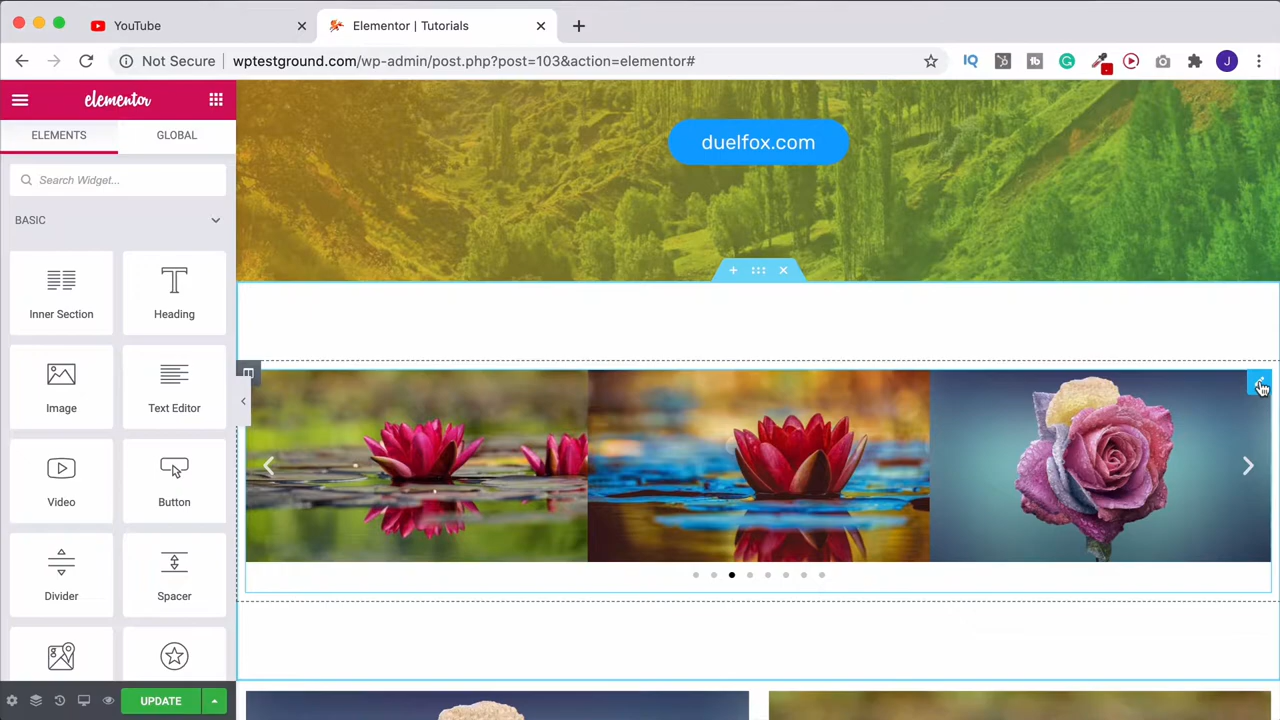 YouTube
Elementor | Tutorials
Not Secure
wptestground.com/wp-admin/post.php?post=103&action=elementor#
IQ
tb
J
elementor
ELEMENTS
GLOBAL
Search Widget...
BASIC
Inner Section
Heading
Image
Text Editor
Video
Button
Divider
Spacer
UPDATE
duelfox.com